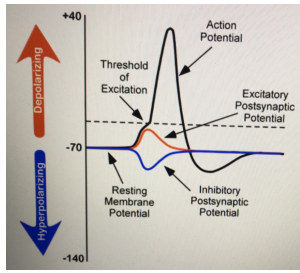 +40
Action
Potential
Threshold
of
Excitation
Excitatory
Postsynaptic
Potential
Depolarizing
-70
Hyperpolarizing
Resting
Membrane
Potential
Inhibitory
Postsynaptic
Potential
-140